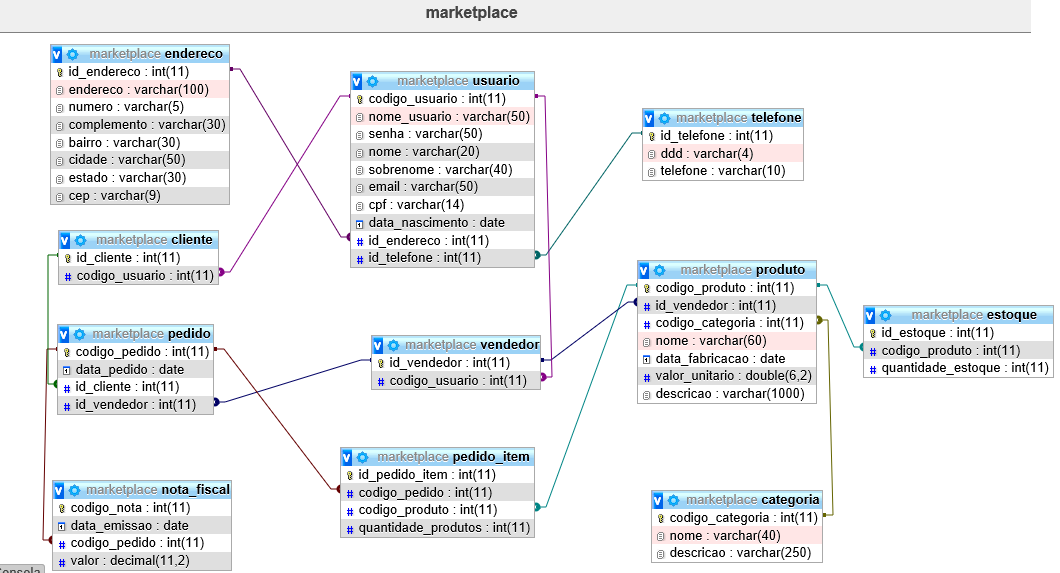 marketplace
marketplace endereco
id_endereco : int(11)
endereco : varchar(100)
numero : varchar(5)
complemento : varchar(30)
bairro : varchar(30)
cidade : varchar(50)
estado : varchar(30)
cep : varchar(9)
marketplace usuario
codigo_usuario : int(11)
nome_usuario : varchar(50)
senha : varchar(50)
nome : varchar(20)
sobrenome : varchar(40)
email : varchar(50)
cpf : varchar(14)
data_nascimento : date
id_endereco : int(11)
id_telefone : int(11)
marketplace telefone
id_telefone : int(11)
ddd : varchar(4)
telefone : varchar(10)
marketplace cliente
id_cliente : int(11)
codigo_usuario : int(11)
marketplace produto
codigo_produto : int(11)
id_vendedor : int(11)
codigo_categoria : int(11)
nome : varchar(60)
data_fabricacao : date
valor_unitario : double(6,2)
descricao : varchar(1000)
marketplace estoque
id_estoque : int(11)
codigo_produto : int(11)
quantidade_estoque : int(11)
marketplace pedido
codigo_pedido : int(11)
data_pedido : date
id_cliente : int(11)
id_vendedor : int(11)
marketplace vendedor
id_vendedor : int(11)
codigo_usuario : int(11)
marketplace pedido_item
id_pedido_item : int(11)
codigo_pedido : int(11)
codigo_produto : int(11)
quantidade_produtos : int(11)
marketplace nota_fiscal
codigo_nota : int(11)
data_emissao : date
codigo_pedido : int(11)
valor : decimal(11,2)
marketplace categoria
codigo_categoria : int(11)
nome : varchar(40)
descricao : varchar(250)